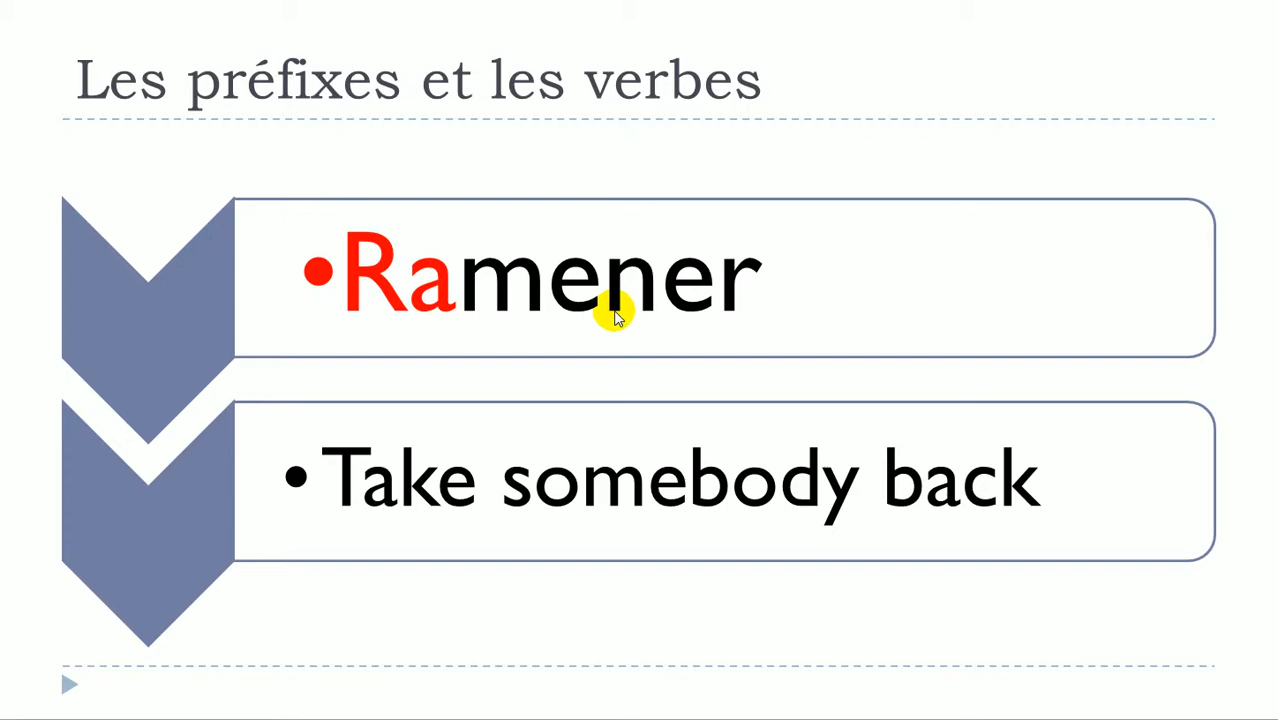 Les préfixes et les verbes
•Ramener
• Take somebody back